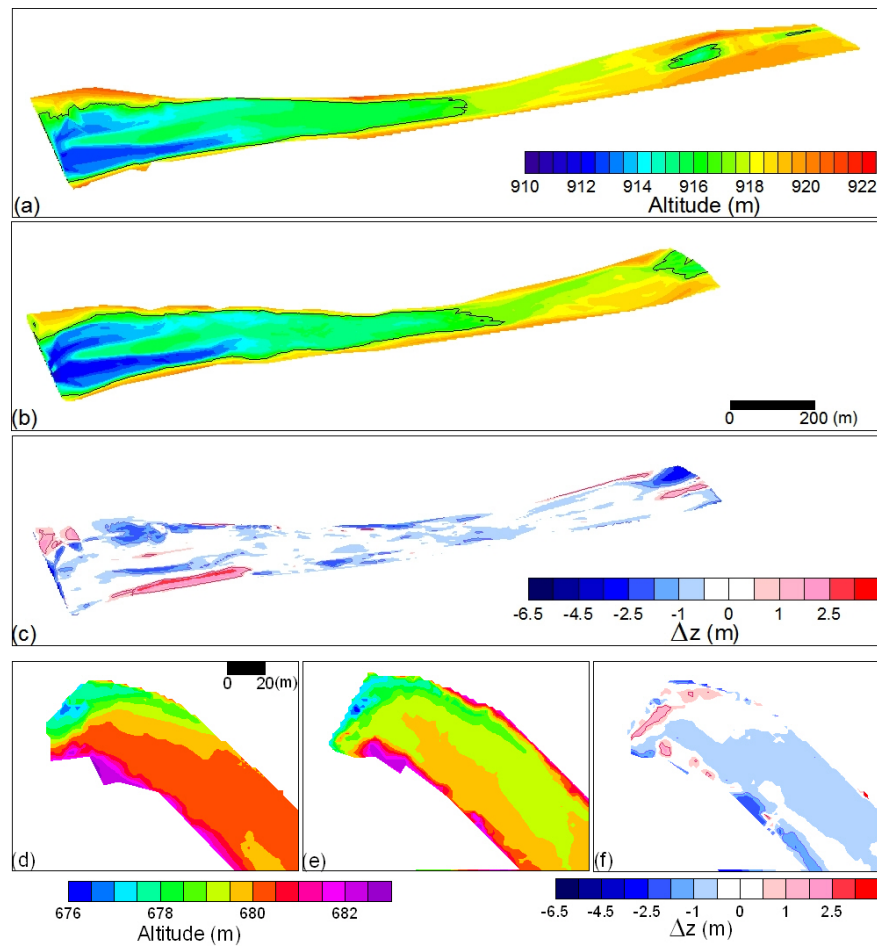 910 912 914 916 918 920 922
Altitude (m)
(a)
(b)
0 200 (m)
-6.5 -4.5 -2.5 -1 0 1 2.5
Δz (m)
(c)
0 20(m)
(d)
(e)
(f)
676 678 680 682
Altitude (m)
-6.5 -4.5 -2.5 -1 0 1 2.5
Δz (m)